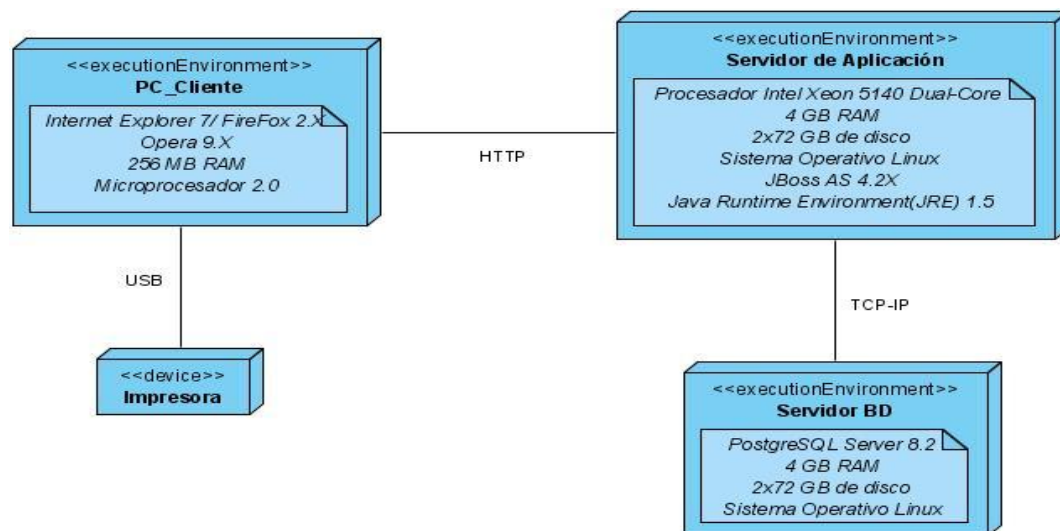 <<executionEnvironment>>
PC_Cliente
Internet Explorer 7/ FireFox 2.X
Opera 9.X
256 MB RAM
Microprocesador 2.0
HTTP
<<executionEnvironment>>
Servidor de Aplicación
Procesador Intel Xeon 5140 Dual-Core
4 GB RAM
2x72 GB de disco
Sistema Operativo Linux
JBoss AS 4.2X
Java Runtime Environment(JRE) 1.5
USB
TCP-IP
<<device>>
Impresora
<<executionEnvironment>>
Servidor BD
PostgreSQL Server 8.2
4 GB RAM
2x72 GB de disco
Sistema Operativo Linux